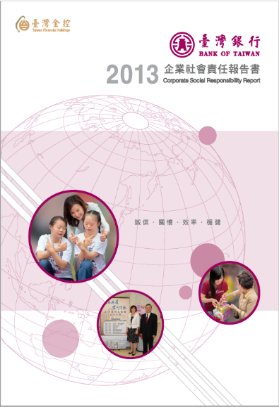 臺灣金控
Taiwan Financial Holdings
臺灣銀行
BANK OF TAIWAN
2013 企業社會責任報告書
Corporate Social Responsibility Report
誠信・關懷・效率・穩健